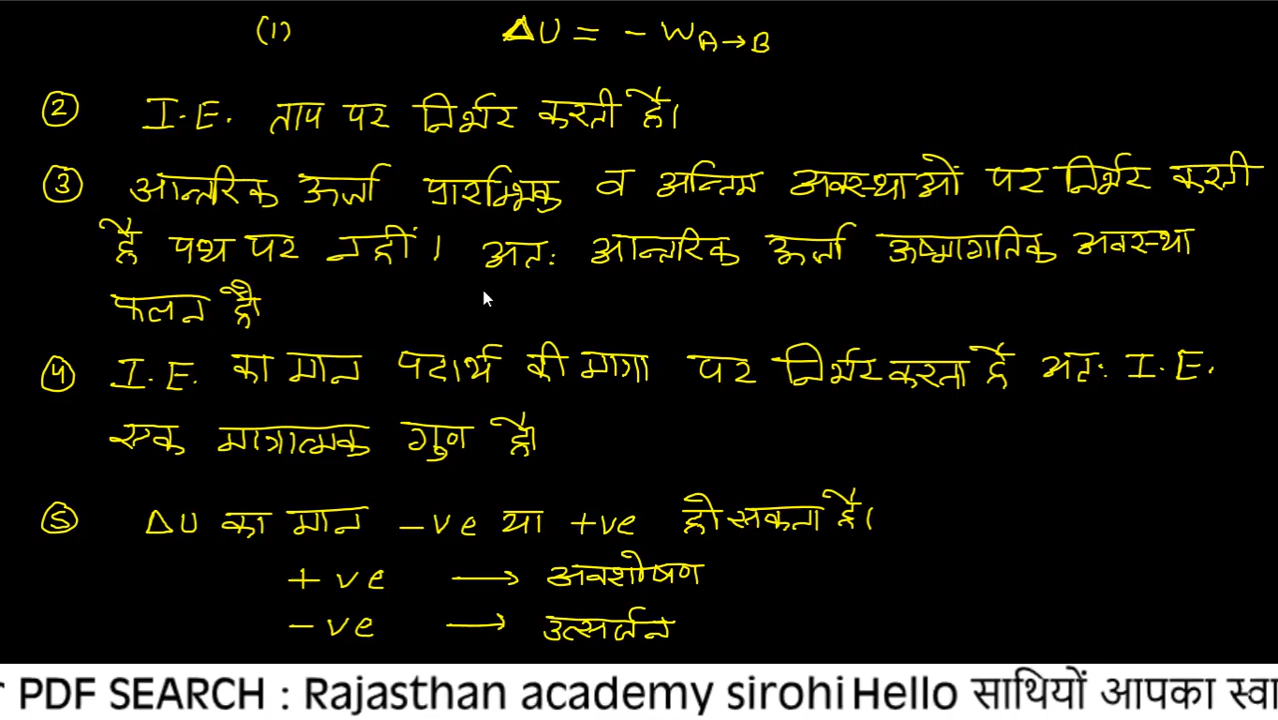 (1) ΔU = - W A→B
② I.E. ताप पर निर्भर करती है।
③ आन्तरिक ऊर्जा प्रारम्भिक व अन्तिम अवस्थाओं पर निर्भर करती
है पथ पर नहीं। अतः आन्तरिक ऊर्जा ऊष्मागतिक अवस्था
फलन है।
④ I.E. का मान पदार्थ की मात्रा पर निर्भर करता है अतः I.E.
एक मात्रात्मक गुण है।
⑤ ΔU का मान -ve या +ve हो सकता है।
+ve → अवशोषण
-ve → उत्सर्जन
r PDF SEARCH : Rajasthan academy sirohi Hello साथियों आपका स्वा